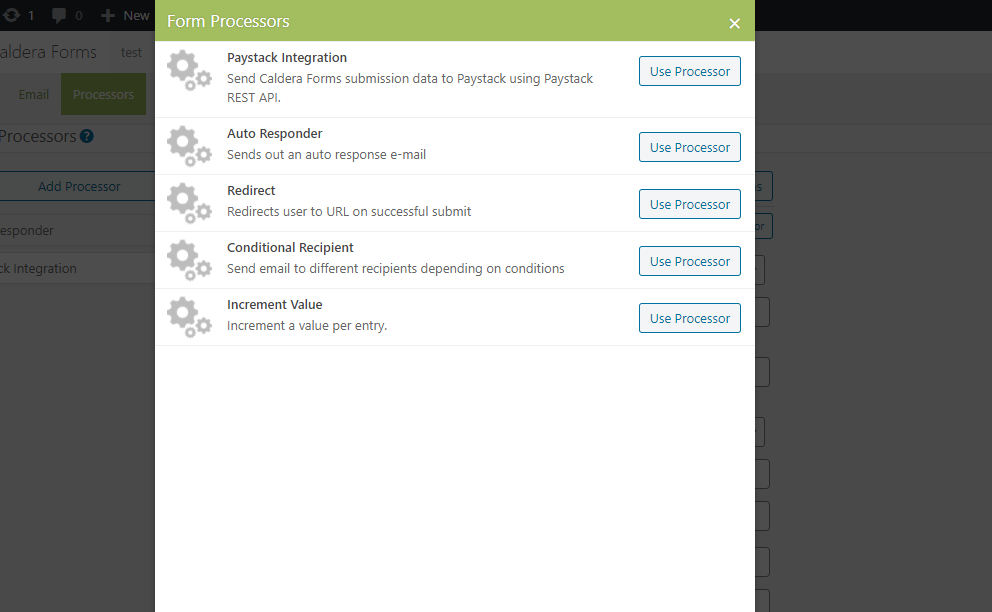 1 0 New
Form Processors
×
aldera Forms test
Email Processors
Processors ?
Add Processor
esponder
ck Integration
Paystack Integration
Send Caldera Forms submission data to Paystack using Paystack
REST API.
Use Processor
Auto Responder
Sends out an auto response e-mail
Use Processor
Redirect
Redirects user to URL on successful submit
Use Processor
Conditional Recipient
Send email to different recipients depending on conditions
Use Processor
Increment Value
Increment a value per entry.
Use Processor
s
or